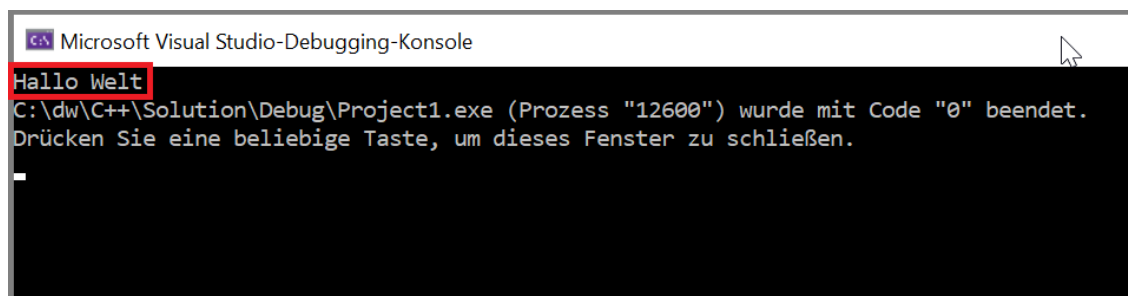 Microsoft Visual Studio-Debugging-Konsole
Hallo Welt
C:\dw\C++\Solution\Debug\Project1.exe (Prozess "12600") wurde mit Code "0" beendet.
Drücken Sie eine beliebige Taste, um dieses Fenster zu schließen.